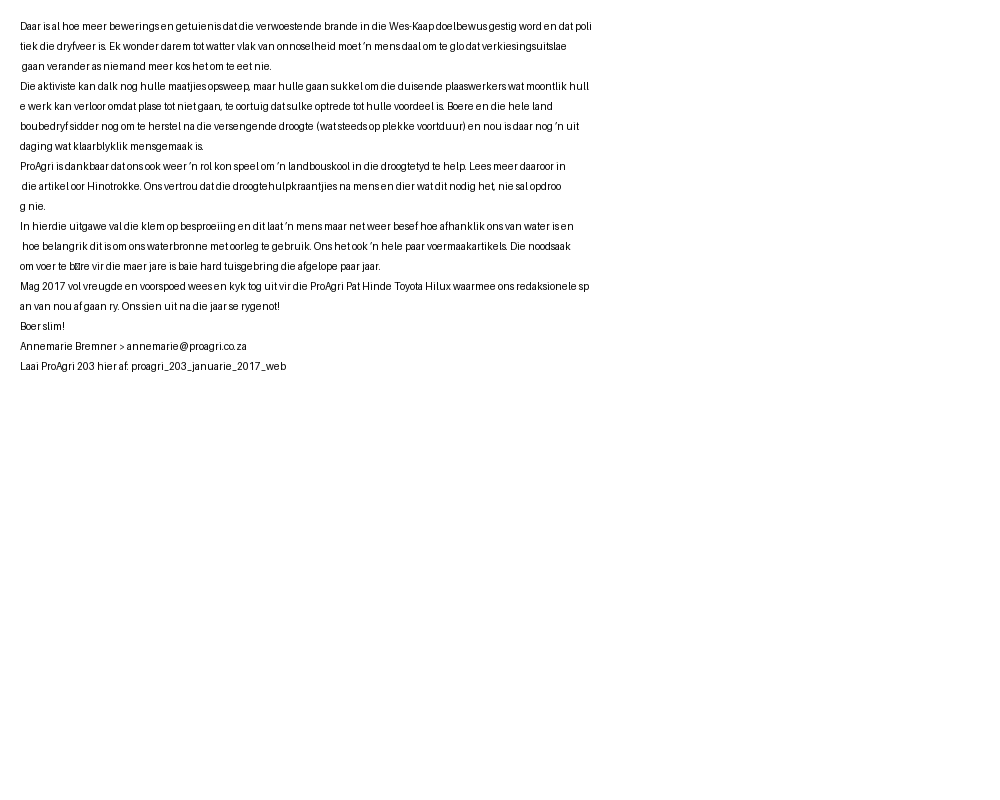 Daar is al hoe meer bewerings en getuienis dat die verwoestende brande in die Wes-Kaap doelbewus gestig word en dat poli
tiek die dryfveer is. Ek wonder darem tot watter vlak van onnoselheid moet ’n mens daal om te glo dat verkiesingsuitslae
gaan verander as niemand meer kos het om te eet nie.
Die aktiviste kan dalk nog hulle maatjies opsweep, maar hulle gaan sukkel om die duisende plaaswerkers wat moontlik hull
e werk kan verloor omdat plase tot niet gaan, te oortuig dat sulke optrede tot hulle voordeel is. Boere en die hele land
boubedryf sidder nog om te herstel na die versengende droogte (wat steeds op plekke voortduur) en nou is daar nog ’n uit
daging wat klaarblyklik mensgemaak is.
ProAgri is dankbaar dat ons ook weer ’n rol kon speel om ’n landbouskool in die droogtetyd te help. Lees meer daaroor in
die artikel oor Hinotrokke. Ons vertrou dat die droogtehulpkraantjies na mens en dier wat dit nodig het, nie sal opdroo
g nie.
In hierdie uitgawe val die klem op besproeiing en dit laat ’n mens maar net weer besef hoe afhanklik ons van water is en
hoe belangrik dit is om ons waterbronne met oorleg te gebruik. Ons het ook ’n hele paar voermaakartikels. Die noodsaak
om voer te b re vir die maer jare is baie hard tuisgebring die afgelope paar jaar.
Mag 2017 vol vreugde en voorspoed wees en kyk tog uit vir die ProAgri Pat Hinde Toyota Hilux waarmee ons redaksionele sp
an van nou af gaan ry. Ons sien uit na die jaar se rygenot!
Boer slim!
Annemarie Bremner > annemarie@proagri.co.za
Laai ProAgri 203 hier af: proagri_203_januarie_2017_web